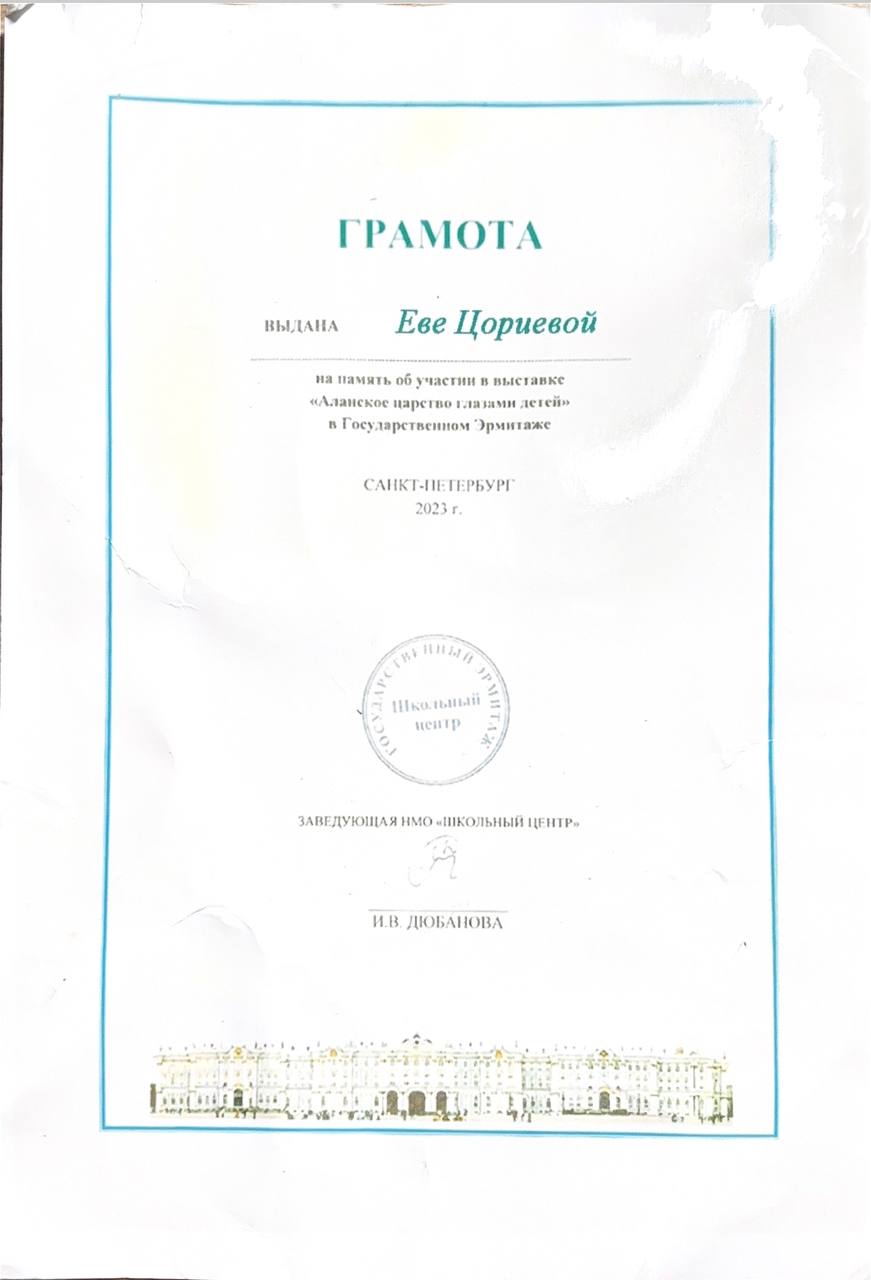 ГРАМОТА
ВЫДАНА Еве Цориевой
на память об участии в выставке
«Аланское царство глазами детей»
в Государственном Эрмитаже
САНКТ-ПЕТЕРБУРГ
2023 г.
ГОСУДАРСТВЕННЫЙ ЭРМИТАЖ
Школьный
центр
ЗАВЕДУЮЩАЯ НМО «ШКОЛЬНЫЙ ЦЕНТР»
И.В. ДЮБАНОВА